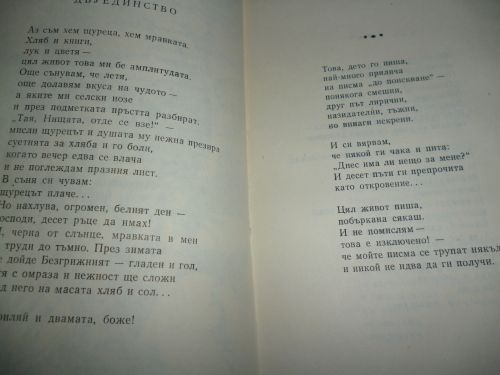 ДВУЕДИНСТВО
Аз съм хем щуреца, хем мравката.
Хляб и книги,
лук и цветя —
цял живот това ми бе амплитудата.
Още сънувам, че летя,
още долавям вкуса на чудото —
а яките ми селски нозе
и през подметката пръстта разбират.
„Тая, Нищата, отде се взе!" —
мисли щурецът и душата му нежна презира
суетнята за хляба и го боли,
когато вечер едва се влача
и не поглеждам празния лист.
В съня си чувам:
щурецът плаче...
Но нахлува, огромен, белият ден —
осподи, десет ръце да имах!
, черна от слънце, мравката в мен
труди до тъмно. През зимата
е дойде Безгрижният — гладен и гол,
тя с омраза и нежност ще сложи
д него на масата хляб и сол...
и двамата, боже!
***
Това, дето го пиша,
най-много прилича
на писма „до поискване" —
понякога смешни,
друг път лирични,
назидателни, тъжни,
но винаги искрени.
И си вярвам,
че някой ги чака и пита:
„Днес има ли нещо за мене?"
И десет пъти ги препрочита
като откровение...
Цял живот пиша,
побъркана сякаш.
И не помислям —
това е изключено! —
че мойте писма се трупат някъд
и никой не идва да ги получи.